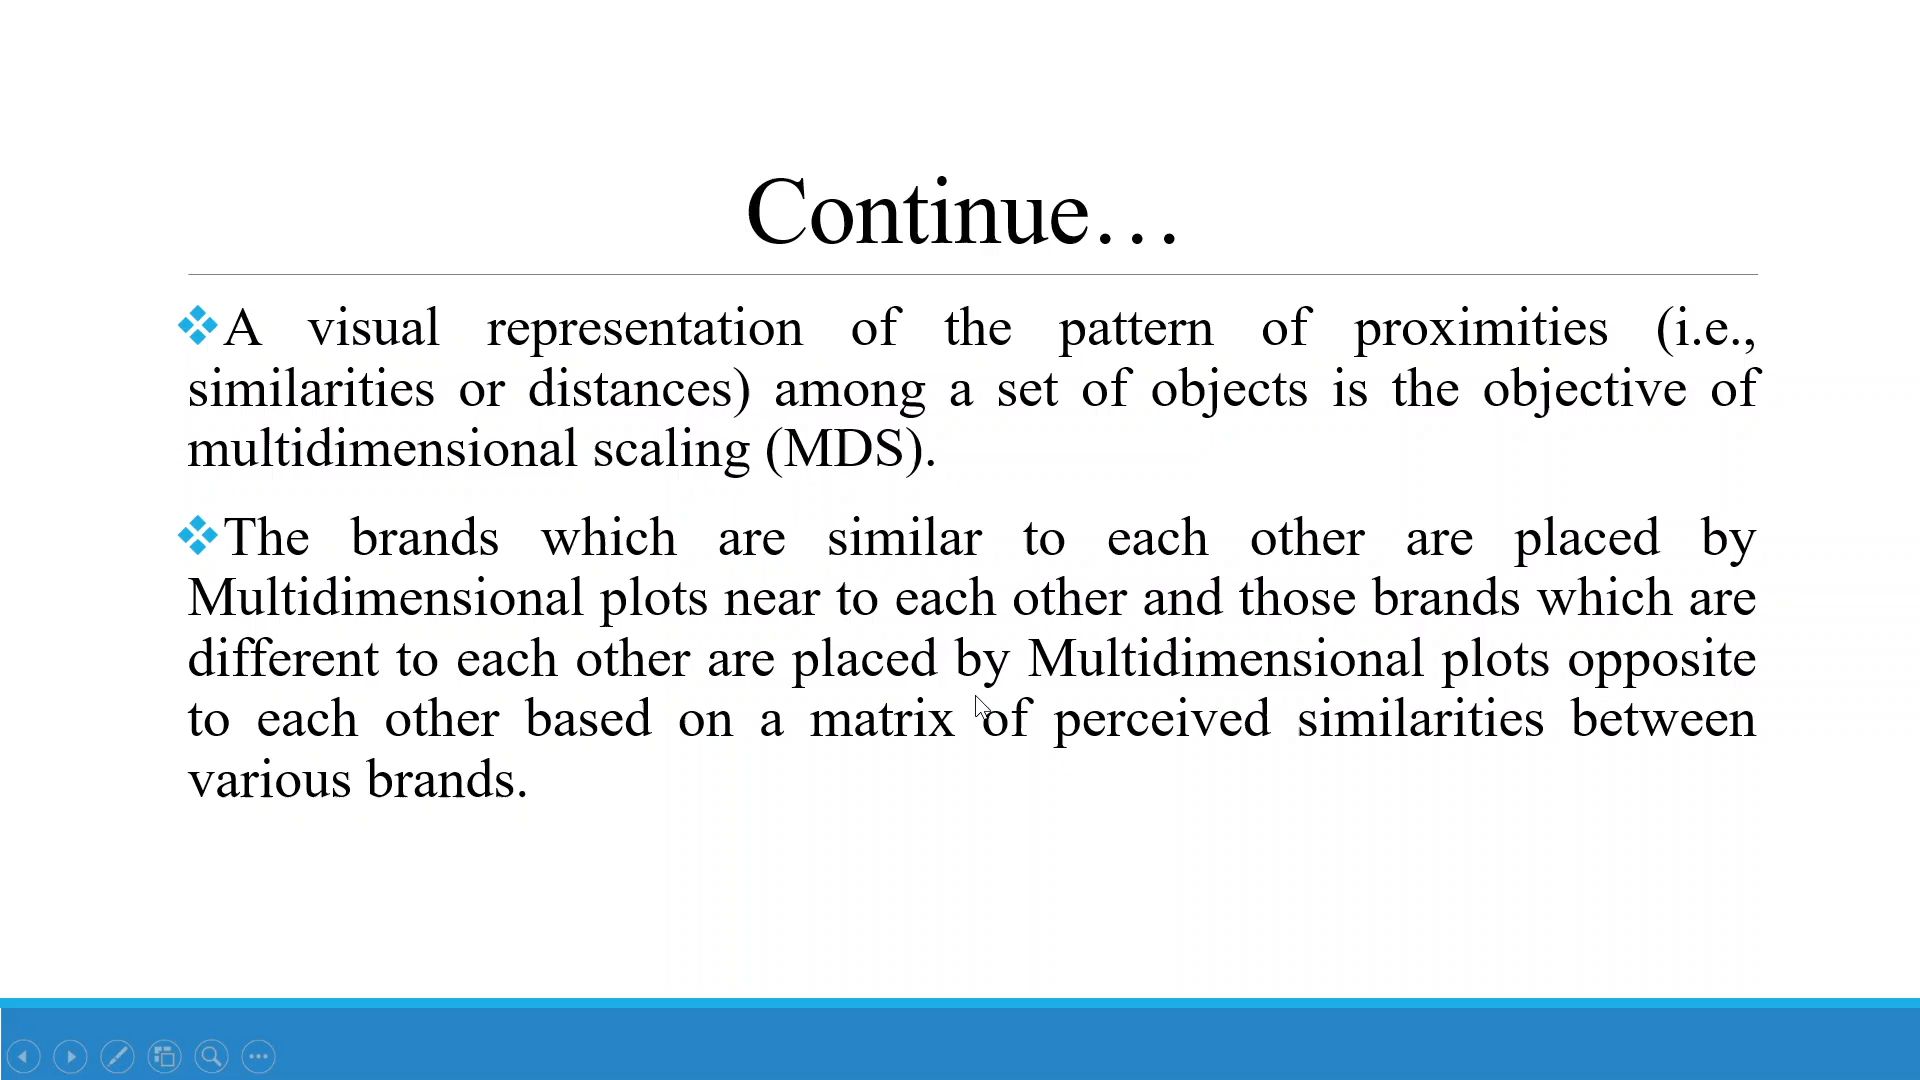 Continue…
❖A visual representation of the pattern of proximities (i.e.,
similarities or distances) among a set of objects is the objective of
multidimensional scaling (MDS).
❖The brands which are similar to each other are placed by
Multidimensional plots near to each other and those brands which are
different to each other are placed by Multidimensional plots opposite
to each other based on a matrix of perceived similarities between
various brands.